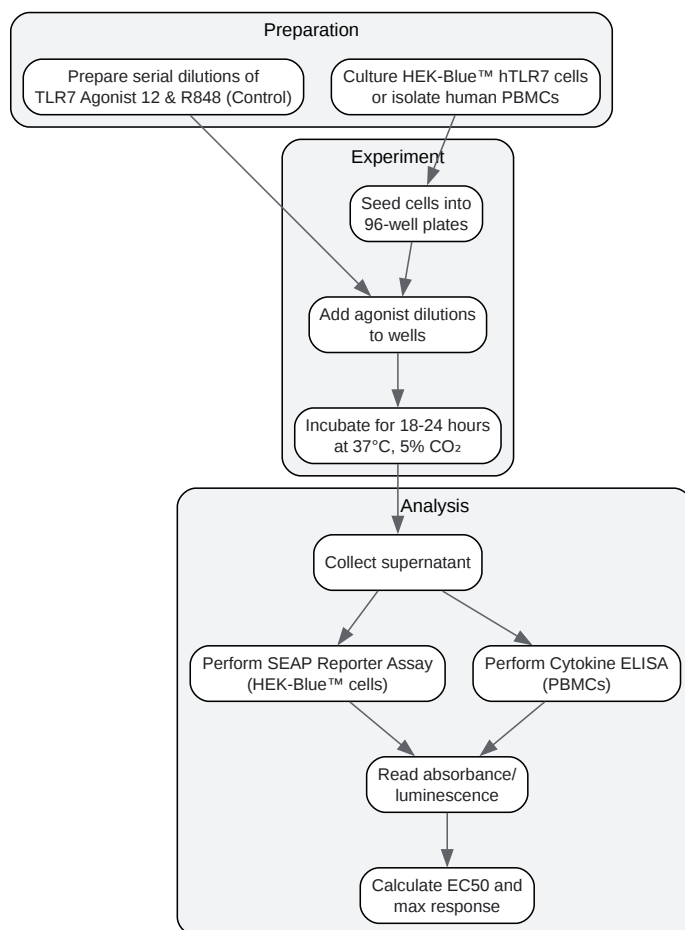 Preparation
Prepare serial dilutions of
TLR7 Agonist 12 & R848 (Control)
Culture HEK-Blue™ hTLR7 cells
or isolate human PBMCs
Experiment
Seed cells into
96-well plates
Add agonist dilutions
to wells
Incubate for 18-24 hours
at 37°C, 5% CO₂
Analysis
Collect supernatant
Perform SEAP Reporter Assay
(HEK-Blue™ cells)
Perform Cytokine ELISA
(PBMCs)
Read absorbance/
luminescence
Calculate EC50 and
max response